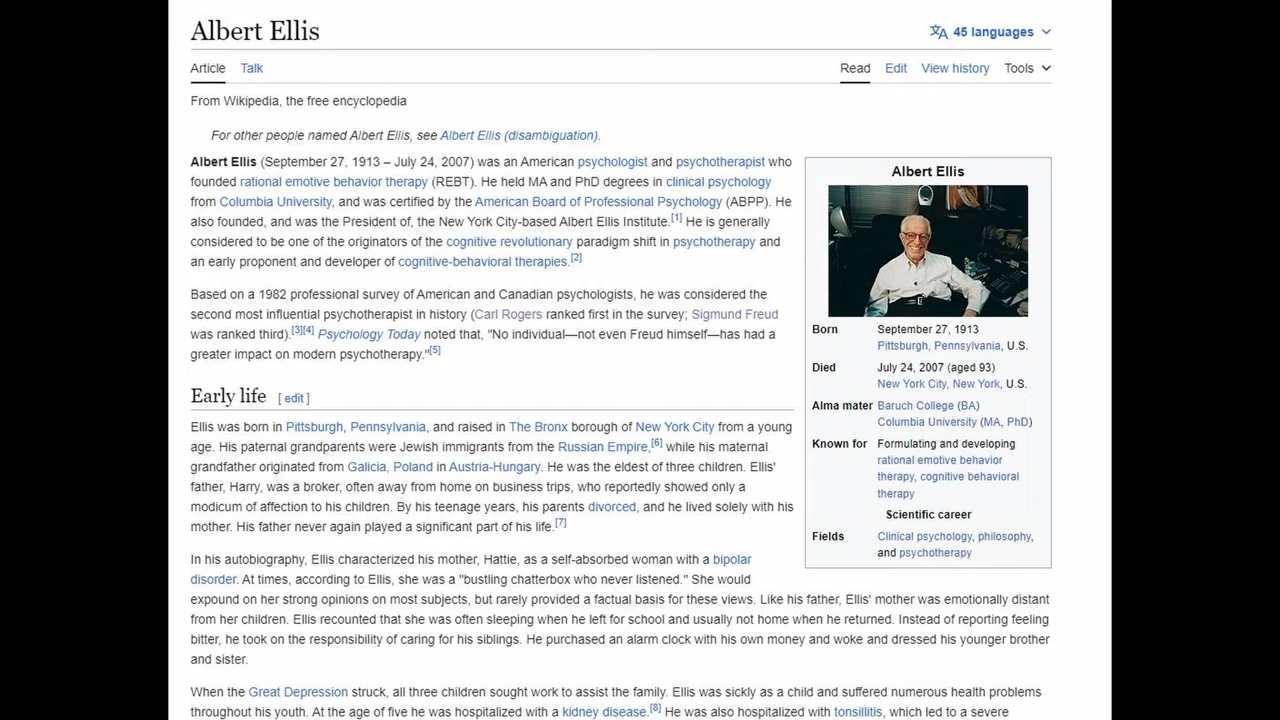 Albert Ellis
45 languages
Article Talk
Read Edit View history Tools
From Wikipedia, the free encyclopedia
For other people named Albert Ellis, see Albert Ellis (disambiguation).
Albert Ellis (September 27, 1913 – July 24, 2007) was an American psychologist and psychotherapist who
founded rational emotive behavior therapy (REBT). He held MA and PhD degrees in clinical psychology
from Columbia University, and was certified by the American Board of Professional Psychology (ABPP). He
also founded, and was the President of, the New York City-based Albert Ellis Institute.[1] He is generally
considered to be one of the originators of the cognitive revolutionary paradigm shift in psychotherapy and
an early proponent and developer of cognitive-behavioral therapies.[2]
Based on a 1982 professional survey of American and Canadian psychologists, he was considered the
second most influential psychotherapist in history (Carl Rogers ranked first in the survey; Sigmund Freud
was ranked third).[3][4] Psychology Today noted that, "No individual—not even Freud himself—has had a
greater impact on modern psychotherapy."[5]
Albert Ellis
Born September 27, 1913
Pittsburgh, Pennsylvania, U.S.
Died July 24, 2007 (aged 93)
New York City, New York, U.S.
Alma mater Baruch College (BA)
Columbia University (MA, PhD)
Known for Formulating and developing
rational emotive behavior
therapy, cognitive behavioral
therapy
Scientific career
Fields Clinical psychology, philosophy,
and psychotherapy
Early life [ edit ]
Ellis was born in Pittsburgh, Pennsylvania, and raised in The Bronx borough of New York City from a young
age. His paternal grandparents were Jewish immigrants from the Russian Empire,[6] while his maternal
grandfather originated from Galicia, Poland in Austria-Hungary. He was the eldest of three children. Ellis'
father, Harry, was a broker, often away from home on business trips, who reportedly showed only a
modicum of affection to his children. By his teenage years, his parents divorced, and he lived solely with his
mother. His father never again played a significant part of his life.[7]
In his autobiography, Ellis characterized his mother, Hattie, as a self-absorbed woman with a bipolar
disorder. At times, according to Ellis, she was a "bustling chatterbox who never listened." She would
expound on her strong opinions on most subjects, but rarely provided a factual basis for these views. Like his father, Ellis' mother was emotionally distant
from her children. Ellis recounted that she was often sleeping when he left for school and usually not home when he returned. Instead of reporting feeling
bitter, he took on the responsibility of caring for his siblings. He purchased an alarm clock with his own money and woke and dressed his younger brother
and sister.
When the Great Depression struck, all three children sought work to assist the family. Ellis was sickly as a child and suffered numerous health problems
throughout his youth. At the age of five he was hospitalized with a kidney disease.[8] He was also hospitalized with tonsillitis, which led to a severe